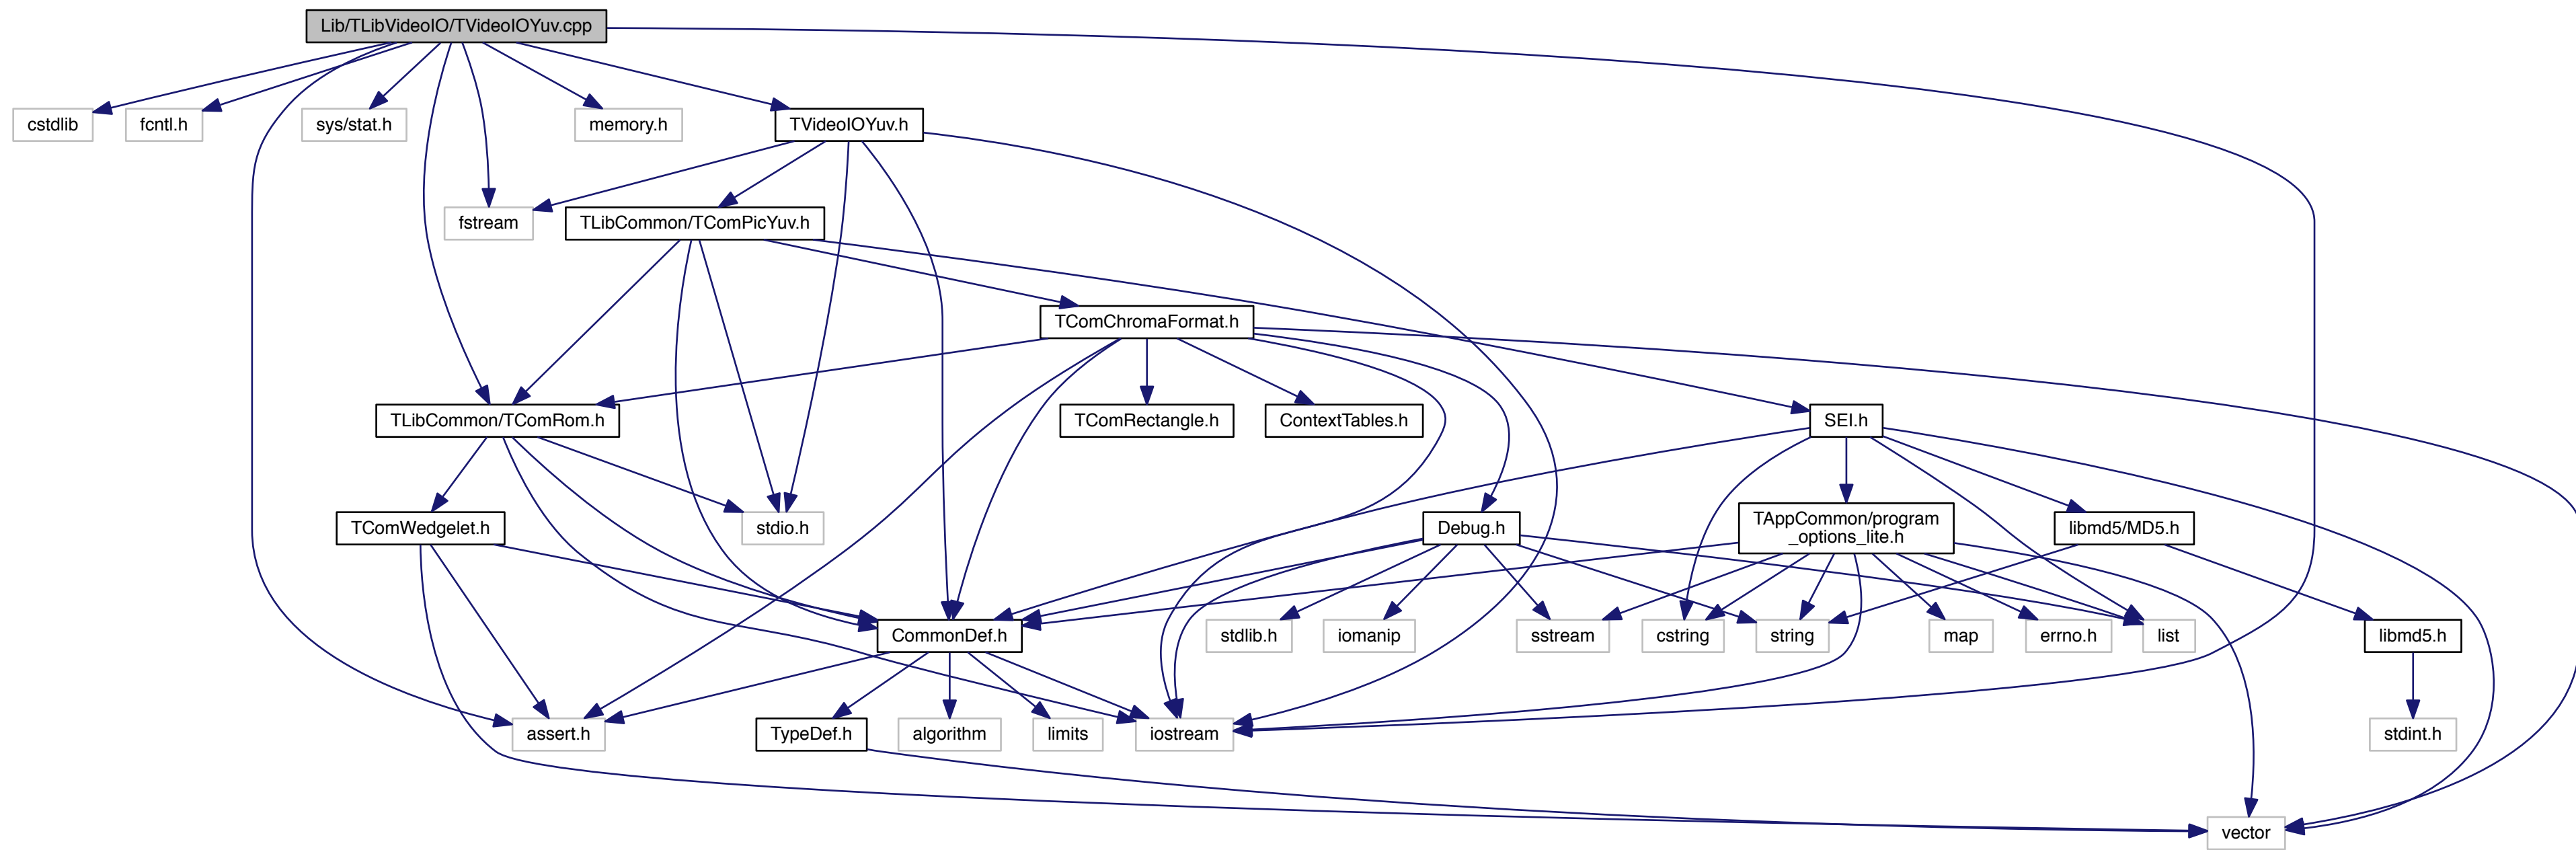 Lib/TLibVideoIO/TVideoIOYuv.cpp
cstdlib
fcntl.h
sys/stat.h
memory.h
TVideoIOYuv.h
fstream
TLibCommon/TComPicYuv.h
TComChromaFormat.h
TLibCommon/TComRom.h
TComRectangle.h
ContextTables.h
SEI.h
TComWedgelet.h
stdio.h
Debug.h
TAppCommon/program
_options_lite.h
libmd5/MD5.h
CommonDef.h
stdlib.h
iomanip
sstream
cstring
string
map
errno.h
list
libmd5.h
assert.h
TypeDef.h
algorithm
limits
iostream
stdint.h
vector